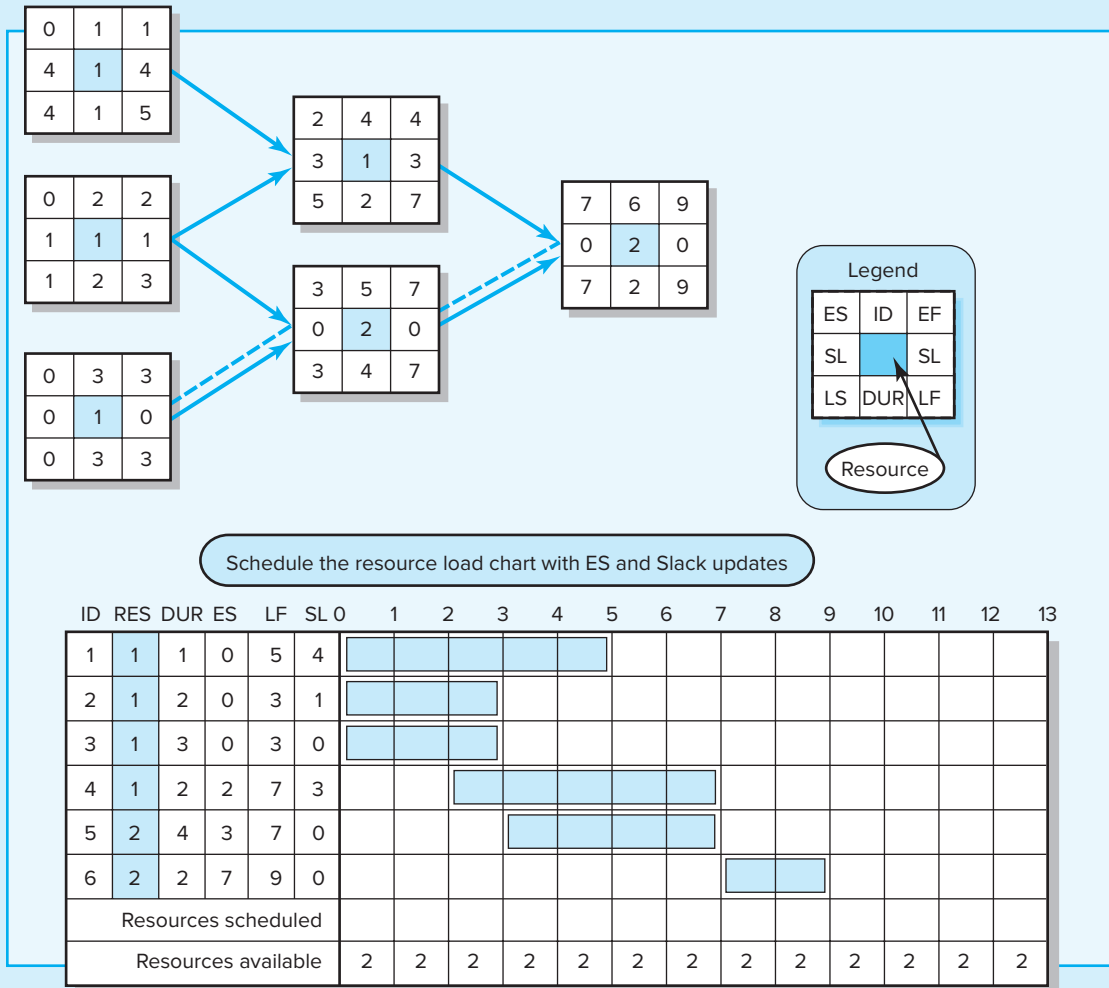 0 1 1
4 1 4
4 1 5
2 4 4
3 1 3
5 2 7
0 2 2
1 1 1
1 2 3
7 6 9
0 2 0
7 2 9
3 5 7
0 2 0
3 4 7
0 3 3
0 1 0
0 3 3
Legend
ES ID EF
SL SL
LS DUR LF
Resource
Schedule the resource load chart with ES and Slack updates
ID RES DUR ES LF SL 0 1 2 3 4 5 6 7 8 9 10 11 12 13
1 1 1 0 5 4
2 1 2 0 3 1
3 1 3 0 3 0
4 1 2 2 7 3
5 2 4 3 7 0
6 2 2 7 9 0
Resources scheduled
Resources available 2 2 2 2 2 2 2 2 2 2 2 2 2